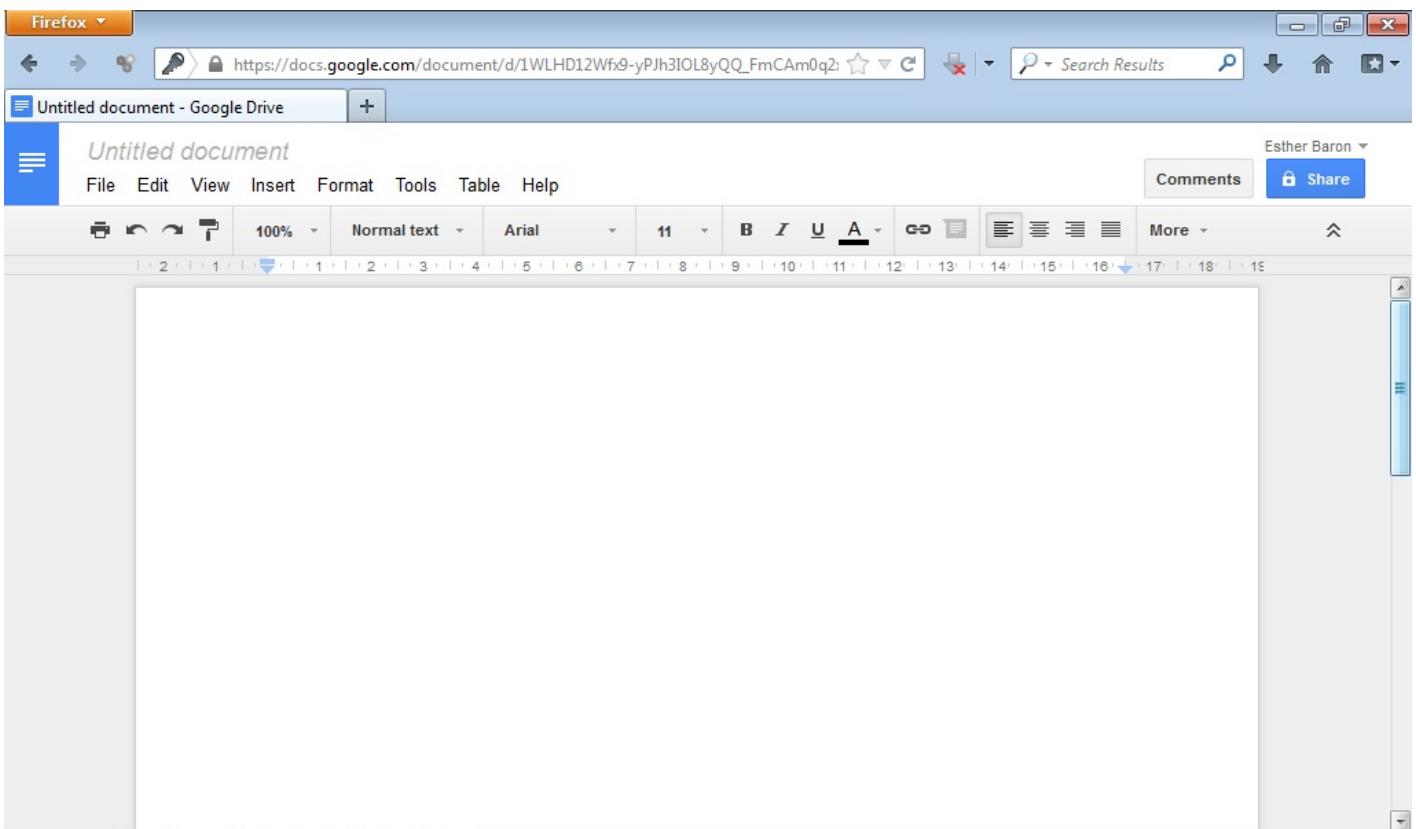 Firefox
https://docs.google.com/document/d/1WLHD12Wfx9-yPJh3IOL8yQQ_FmCAm0q2
Search Results
Untitled document - Google Drive
Untitled document
Esther Baron
File Edit View Insert Format Tools Table Help
Comments
Share
100% Normal text Arial 11 B I U A More
2 1 1 2 3 4 5 6 7 8 9 10 11 12 13 14 15 16 17 18 19